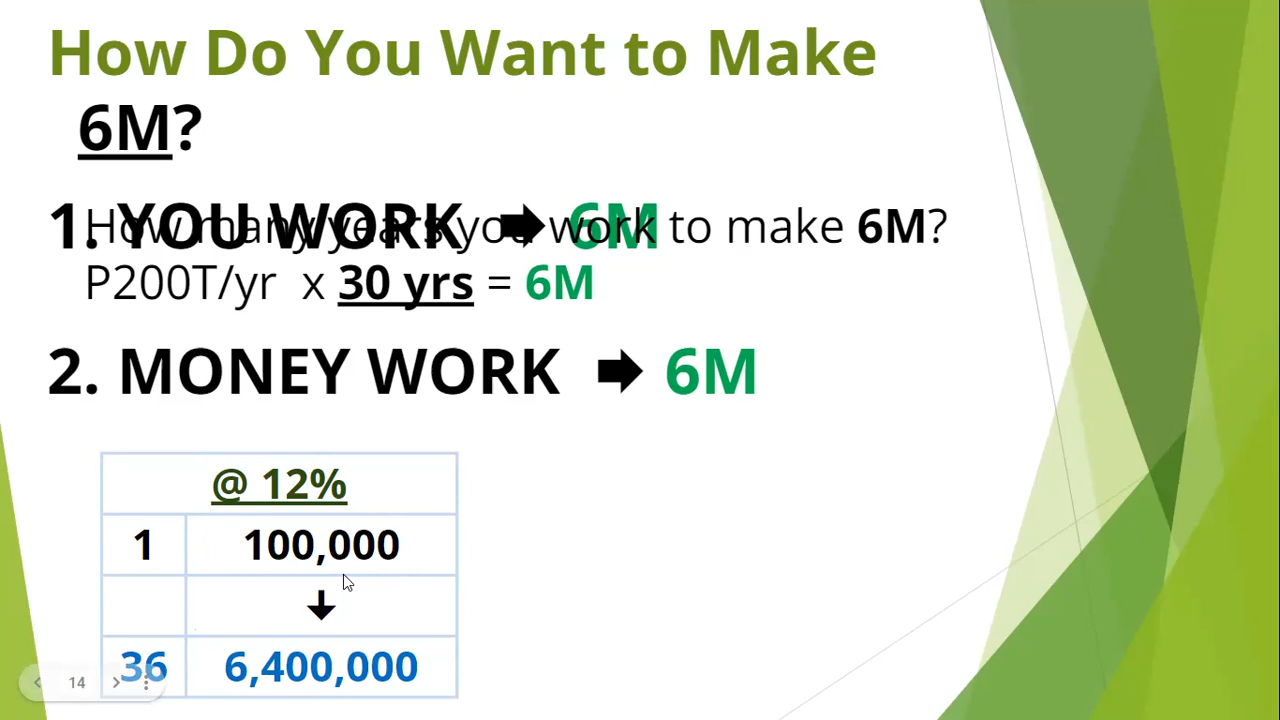 How Do You Want to Make
6M?
1. YOU WORK 🡆 6M
How many years you work to make 6M?
P200T/yr x 30 yrs = 6M
2. MONEY WORK 🡆 6M
@ 12%
1 100,000
🡓
36 6,400,000
14